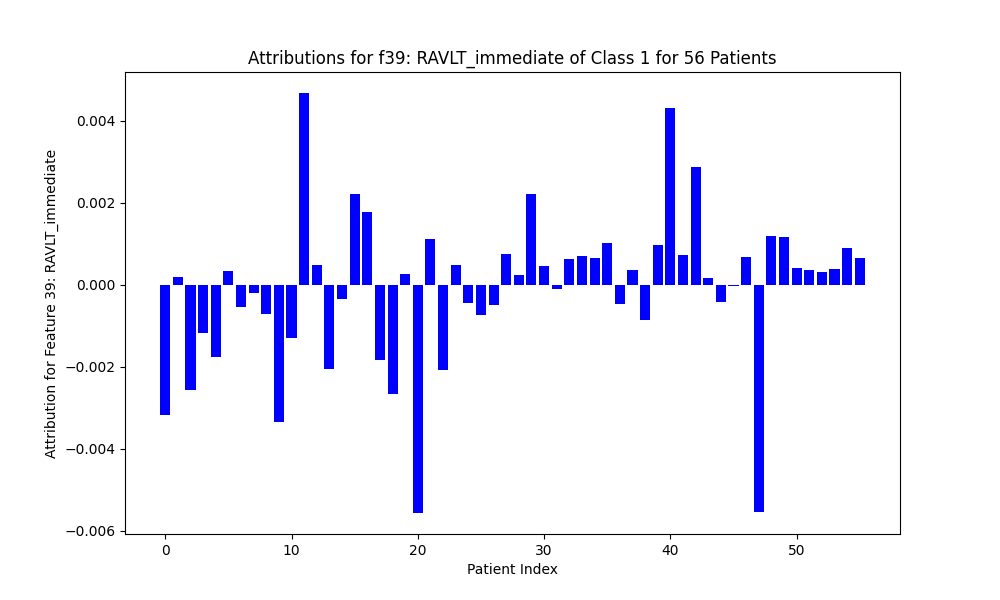 Attributions for f39: RAVLT_immediate of Class 1 for 56 Patients
Attribution for Feature 39: RAVLT_immediate
0.004
0.002
0.000
−0.002
−0.004
−0.006
0 10 20 30 40 50
Patient Index